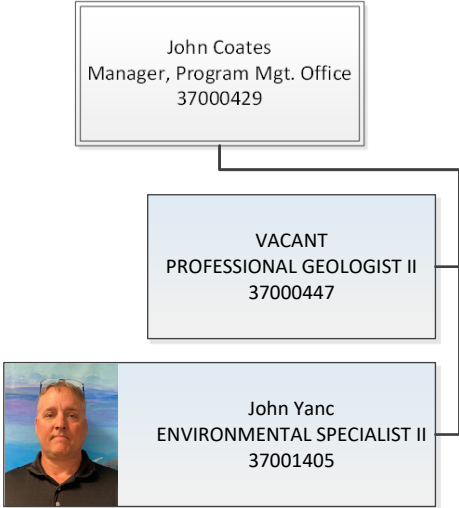 John Coates
Manager, Program Mgt. Office
37000429
VACANT
PROFESSIONAL GEOLOGIST II
37000447
John Yanc
ENVIRONMENTAL SPECIALIST II
37001405